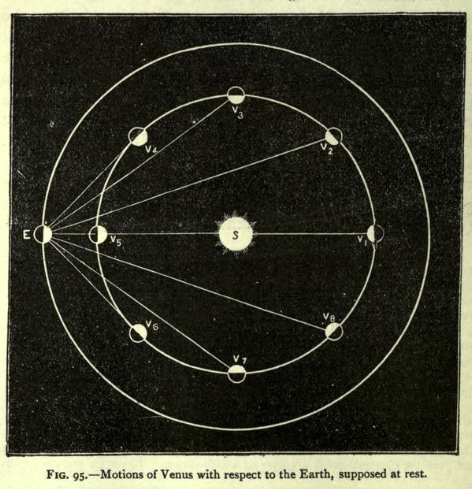 V3
V4
V2
E
V5
S
V1
V6
V8
V7
FIG. 95.—Motions of Venus with respect to the Earth, supposed at rest.